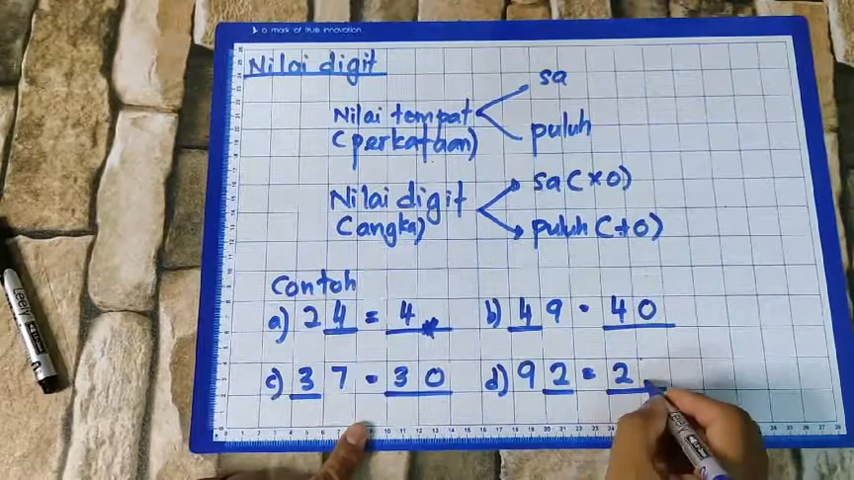 a mark of true innovation
Nilai digit
Nilai tempat
(perkataan)
sa
puluh
Nilai digit
(angka)
sa (×0)
puluh (+0)
Contoh
a) 24 = 4
b) 49 = 40
c) 37 = 30
d) 92 = 2